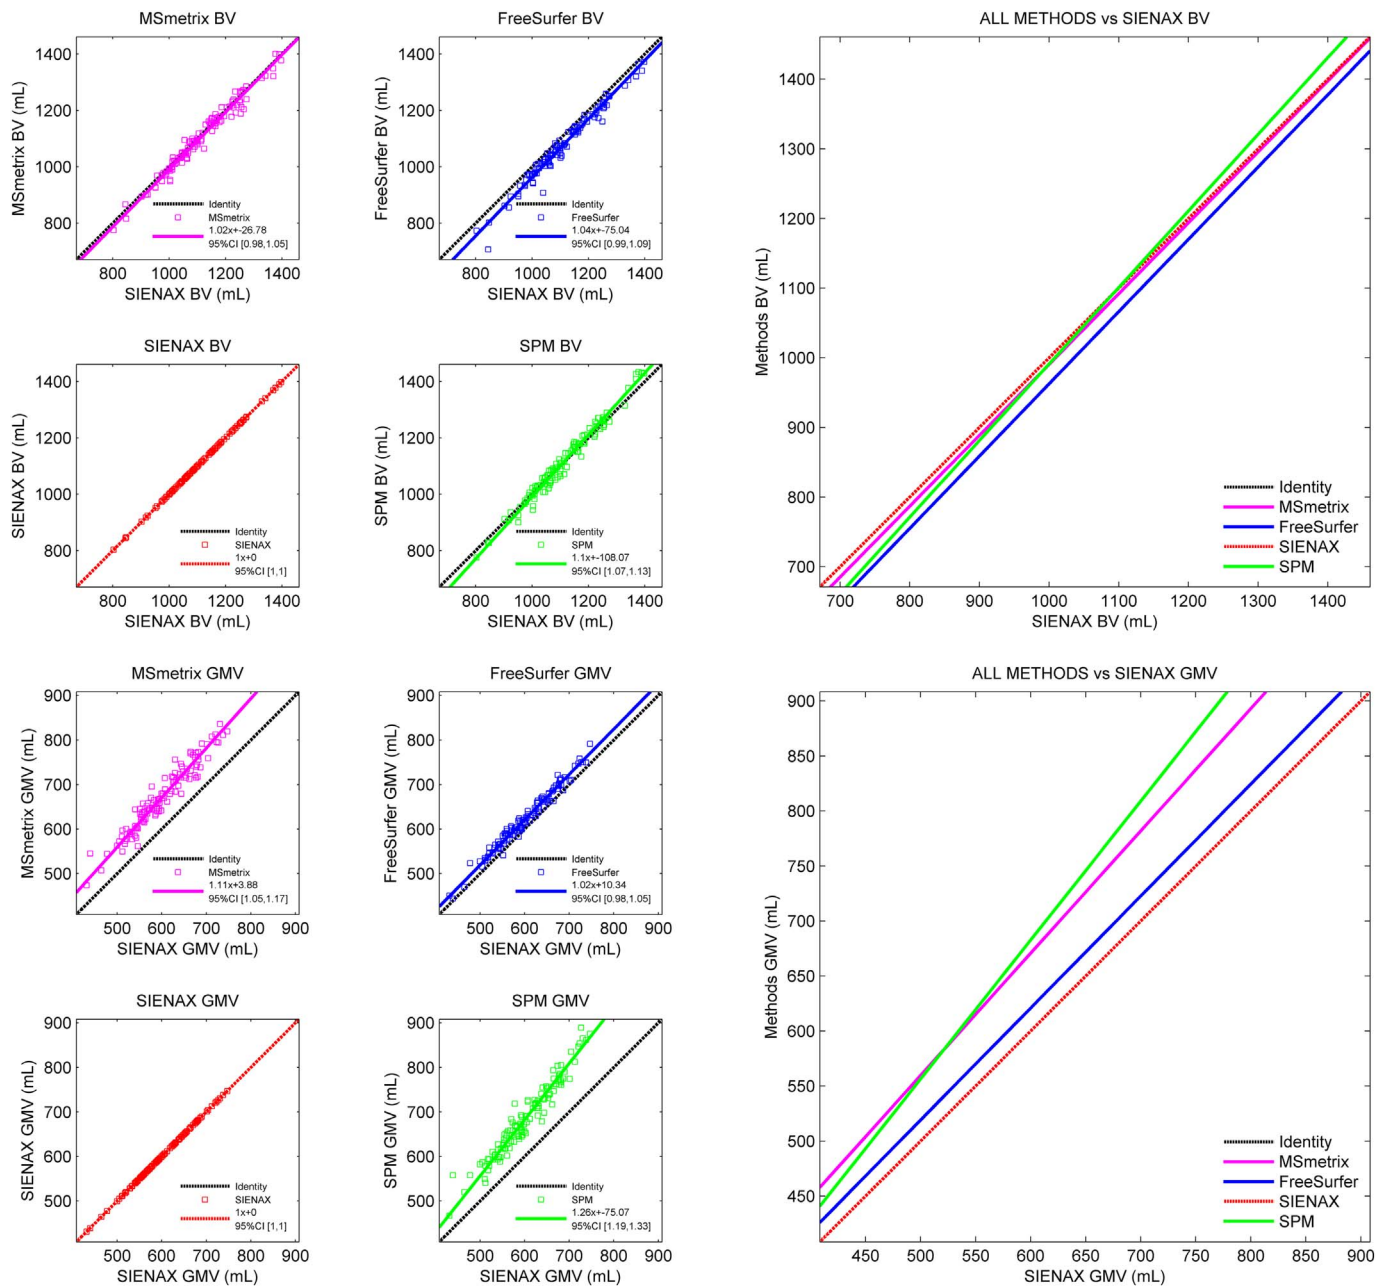 MSmetrix BV
MSmetrix BV (mL)
1400
1200
1000
800
Identity
MSmetrix
1.02x+-26.78
95%CI [0.98,1.05]
800 1000 1200 1400
SIENAX BV (mL)
FreeSurfer BV
FreeSurfer BV (mL)
1400
1200
1000
800
Identity
FreeSurfer
1.04x+-75.04
95%CI [0.99,1.09]
800 1000 1200 1400
SIENAX BV (mL)
ALL METHODS vs SIENAX BV
Methods BV (mL)
1400
1300
1200
1100
1000
900
800
700
Identity
MSmetrix
FreeSurfer
SIENAX
SPM
700 800 900 1000 1100 1200 1300 1400
SIENAX BV (mL)
SIENAX BV
SIENAX BV (mL)
1400
1200
1000
800
Identity
SIENAX
1x+0
95%CI [1,1]
800 1000 1200 1400
SIENAX BV (mL)
SPM BV
SPM BV (mL)
1400
1200
1000
800
Identity
SPM
1.1x+-108.07
95%CI [1.07,1.13]
800 1000 1200 1400
SIENAX BV (mL)
MSmetrix GMV
MSmetrix GMV (mL)
900
800
700
600
500
Identity
MSmetrix
1.11x+3.88
95%CI [1.05,1.17]
500 600 700 800 900
SIENAX GMV (mL)
FreeSurfer GMV
FreeSurfer GMV (mL)
900
800
700
600
500
Identity
FreeSurfer
1.02x+10.34
95%CI [0.98,1.05]
500 600 700 800 900
SIENAX GMV (mL)
ALL METHODS vs SIENAX GMV
Methods GMV (mL)
900
850
800
750
700
650
600
550
500
450
Identity
MSmetrix
FreeSurfer
SIENAX
SPM
450 500 550 600 650 700 750 800 850 900
SIENAX GMV (mL)
SIENAX GMV
SIENAX GMV (mL)
900
800
700
600
500
Identity
SIENAX
1x+0
95%CI [1,1]
500 600 700 800 900
SIENAX GMV (mL)
SPM GMV
SPM GMV (mL)
900
800
700
600
500
Identity
SPM
1.26x+-75.07
95%CI [1.19,1.33]
500 600 700 800 900
SIENAX GMV (mL)